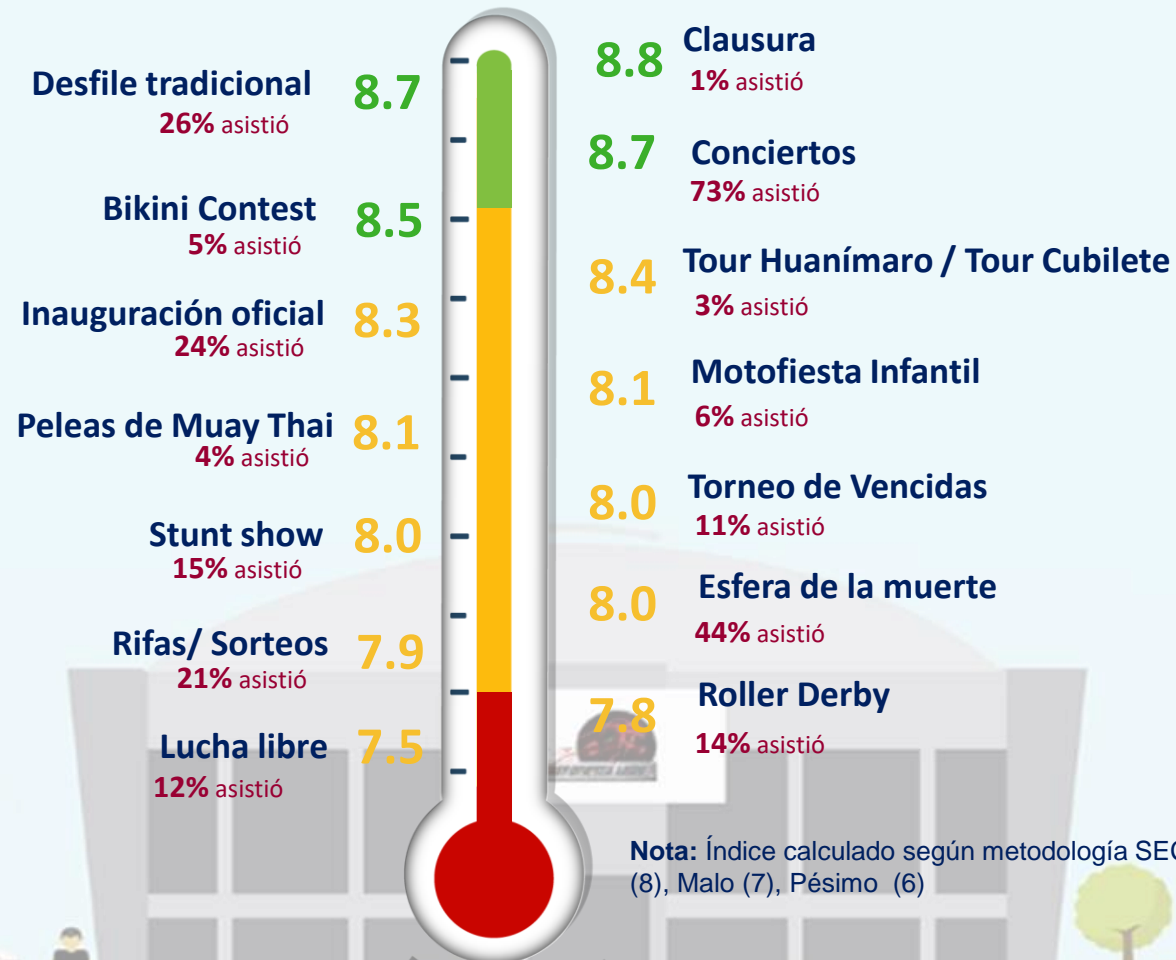 Desfile tradicional
8.7
26% asistió
Bikini Contest
8.5
5% asistió
Inauguración oficial
8.3
24% asistió
Peleas de Muay Thai
8.1
4% asistió
Stunt show
8.0
15% asistió
Rifas/ Sorteos
7.9
21% asistió
Lucha libre
7.5
12% asistió
8.8
Clausura
1% asistió
8.7
Conciertos
73% asistió
8.4
Tour Huanímaro / Tour Cubilete
3% asistió
8.1
Motofiesta Infantil
6% asistió
8.0
Torneo de Vencidas
11% asistió
8.0
Esfera de la muerte
44% asistió
7.8
Roller Derby
14% asistió
Nota: Índice calculado según metodología
(8), Malo (7), Pésimo (6)